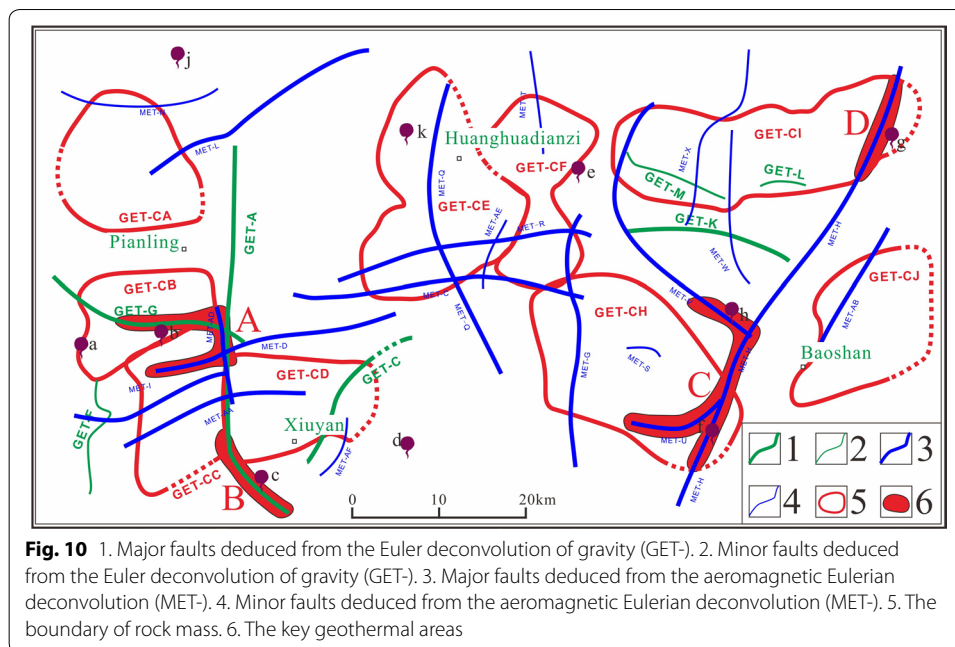 j
MET-N
MET-L
GET-CA
Pianling
GET-A
k
Huanghuadianzi
MET-T
GET-CF
e
MET-Q
GET-CE
MET-AE
MET-R
MET-C
MET-Q
GET-CI
D
g
MET-X
GET-L
GET-M
GET-K
MET-H
MET-W
GET-CJ
MET-AB
Baoshan
GET-CB
GET-G
MET-AD
A
a
b
MET-D
MET-I
GET-CD
GET-C
GET-F
Xiuyan
MET-AF
d
GET-CC
B
c
GET-CH
MET-G
MET-S
h
C
MET-U
MET-H
0 10 20km
1 2 3
4 5 6
Fig. 10 1. Major faults deduced from the Euler deconvolution of gravity (GET-). 2. Minor faults deduced
from the Euler deconvolution of gravity (GET-). 3. Major faults deduced from the aeromagnetic Eulerian
deconvolution (MET-). 4. Minor faults deduced from the aeromagnetic Eulerian deconvolution (MET-). 5. The
boundary of rock mass. 6. The key geothermal areas